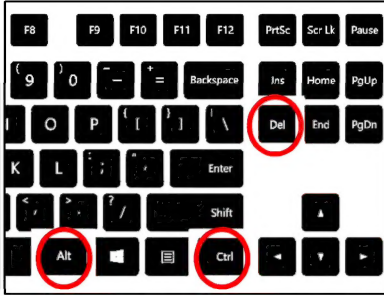 F8 F9 F10 F11 F12 PrtSc Scr Lk Pause
( 9 ) 0 - + = Backspace Ins Home PgUp
O P { [ } ] \ Del End PgDn
K L : ; Enter
< , > . ? / Shift
Alt Ctrl